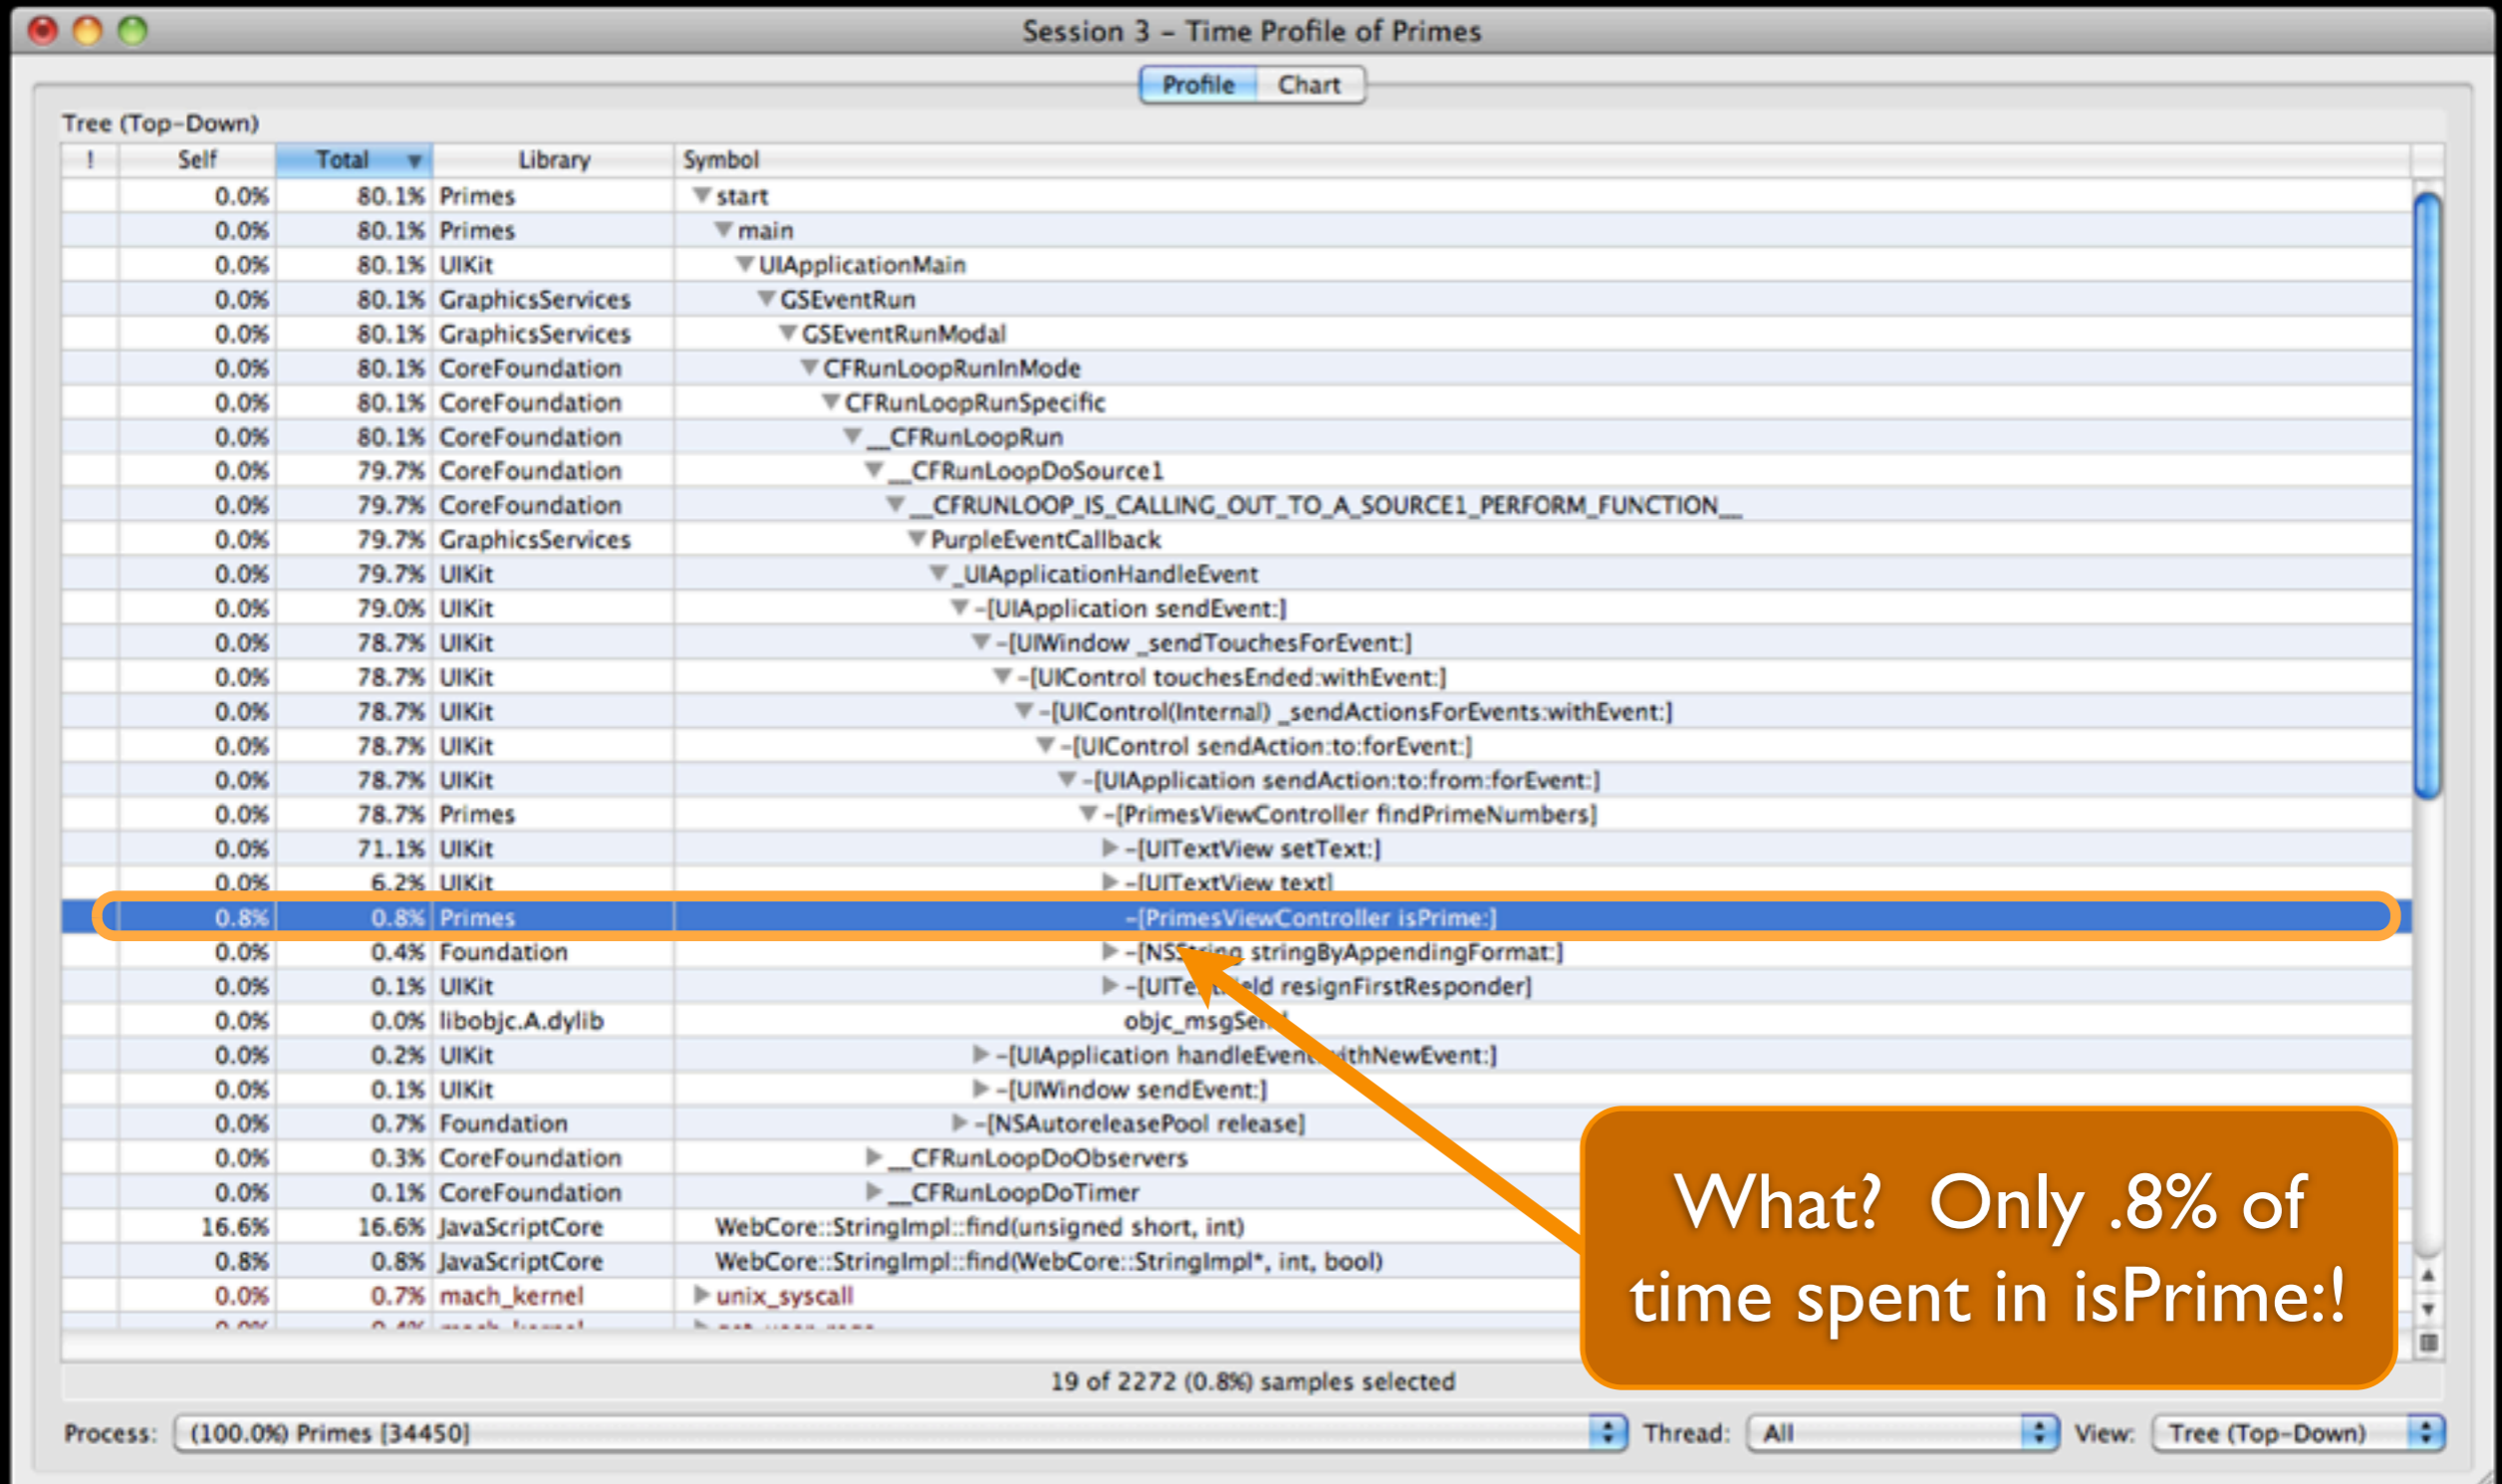 Session 3 – Time Profile of Primes
Profile Chart
Tree (Top-Down)
! Self Total Library Symbol
0.0% 80.1% Primes start
0.0% 80.1% Primes main
0.0% 80.1% UIKit UIApplicationMain
0.0% 80.1% GraphicsServices GSEventRun
0.0% 80.1% GraphicsServices GSEventRunModal
0.0% 80.1% CoreFoundation CFRunLoopRunInMode
0.0% 80.1% CoreFoundation CFRunLoopRunSpecific
0.0% 80.1% CoreFoundation __CFRunLoopRun
0.0% 79.7% CoreFoundation __CFRunLoopDoSource1
0.0% 79.7% CoreFoundation __CFRUNLOOP_IS_CALLING_OUT_TO_A_SOURCE1_PERFORM_FUNCTION__
0.0% 79.7% GraphicsServices PurpleEventCallback
0.0% 79.7% UIKit _UIApplicationHandleEvent
0.0% 79.0% UIKit -[UIApplication sendEvent:]
0.0% 78.7% UIKit -[UIWindow _sendTouchesForEvent:]
0.0% 78.7% UIKit -[UIControl touchesEnded:withEvent:]
0.0% 78.7% UIKit -[UIControl(Internal) _sendActionsForEvents:withEvent:]
0.0% 78.7% UIKit -[UIControl sendAction:to:forEvent:]
0.0% 78.7% UIKit -[UIApplication sendAction:to:from:forEvent:]
0.0% 78.7% Primes -[PrimesViewController findPrimeNumbers]
0.0% 71.1% UIKit -[UITextView setText:]
0.0% 6.2% UIKit -[UITextView text]
0.8% 0.8% Primes -[PrimesViewController isPrime:]
0.0% 0.4% Foundation -[NSString stringByAppendingFormat:]
0.0% 0.1% UIKit -[UITextField resignFirstResponder]
0.0% 0.0% libobjc.A.dylib objc_msgSend
0.0% 0.2% UIKit -[UIApplication handleEvent:withNewEvent:]
0.0% 0.1% UIKit -[UIWindow sendEvent:]
0.0% 0.7% Foundation -[NSAutoreleasePool release]
0.0% 0.3% CoreFoundation __CFRunLoopDoObservers
0.0% 0.1% CoreFoundation __CFRunLoopDoTimer
16.6% 16.6% JavaScriptCore WebCore::StringImpl::find(unsigned short, int)
0.8% 0.8% JavaScriptCore WebCore::StringImpl::find(WebCore::StringImpl*, int, bool)
0.0% 0.7% mach_kernel unix_syscall
What? Only .8% of
time spent in isPrime:!
19 of 2272 (0.8%) samples selected
Process: (100.0%) Primes [34450] Thread: All View: Tree (Top-Down)